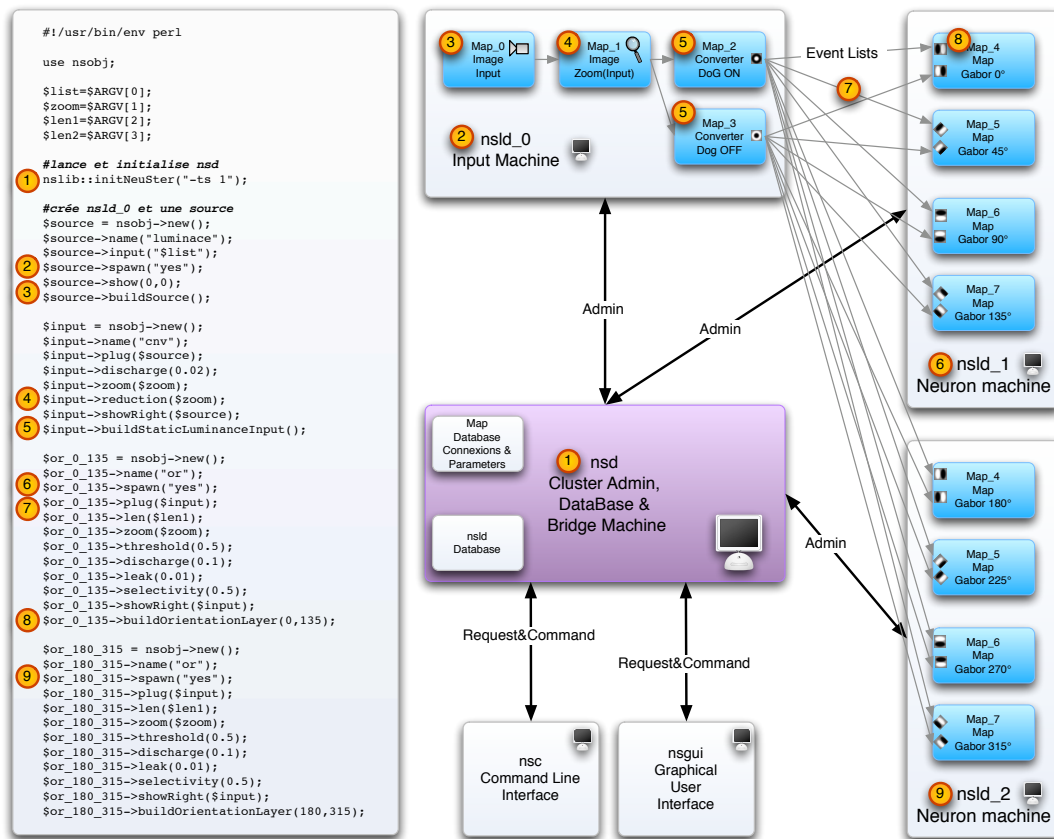 #!/usr/bin/env perl
use nsobj;
$list=$ARGV[0];
$zoom=$ARGV[1];
$len1=$ARGV[2];
$len2=$ARGV[3];
#lance et initialise nsd
1 nslib::initNeuSter("-ts 1");
#crée nsld_0 et une source
$source = nsobj->new();
$source->name("luminace");
$source->input("$list");
2 $source->spawn("yes");
$source->show(0,0);
3 $source->buildSource();
$input = nsobj->new();
$input->name("cnv");
$input->plug($source);
$input->discharge(0.02);
$input->zoom($zoom);
4 $input->reduction($zoom);
$input->showRight($source);
5 $input->buildStaticLuminanceInput();
$or_0_135 = nsobj->new();
$or_0_135->name("or");
6 $or_0_135->spawn("yes");
7 $or_0_135->plug($input);
$or_0_135->len($len1);
$or_0_135->zoom($zoom);
$or_0_135->threshold(0.5);
$or_0_135->discharge(0.1);
$or_0_135->leak(0.01);
$or_0_135->selectivity(0.5);
$or_0_135->showRight($input);
8 $or_0_135->buildOrientationLayer(0,135);
$or_180_315 = nsobj->new();
$or_180_315->name("or");
9 $or_180_315->spawn("yes");
$or_180_315->plug($input);
$or_180_315->len($len1);
$or_180_315->zoom($zoom);
$or_180_315->threshold(0.5);
$or_180_315->discharge(0.1);
$or_180_315->leak(0.01);
$or_180_315->selectivity(0.5);
$or_180_315->showRight($input);
$or_180_315->buildOrientationLayer(180,315);
3
Map_0
Image
Input
4
Map_1
Image
Zoom(Input)
5
Map_2
Converter
DoG ON
5
Map_3
Converter
Dog OFF
2 nsld_0
Input Machine
Event Lists
7
8
Map_4
Map
Gabor 0°
Map_5
Map
Gabor 45°
Map_6
Map
Gabor 90°
Map_7
Map
Gabor 135°
6 nsld_1
Neuron machine
Admin
Admin
Map
Database
Connexions &
Parameters
nsld
Database
1 nsd
Cluster Admin,
DataBase &
Bridge Machine
Admin
Map_4
Map
Gabor 180°
Map_5
Map
Gabor 225°
Map_6
Map
Gabor 270°
Map_7
Map
Gabor 315°
9 nsld_2
Neuron machine
Request&Command
Request&Command
nsc
Command Line
Interface
nsgui
Graphical
User
Interface